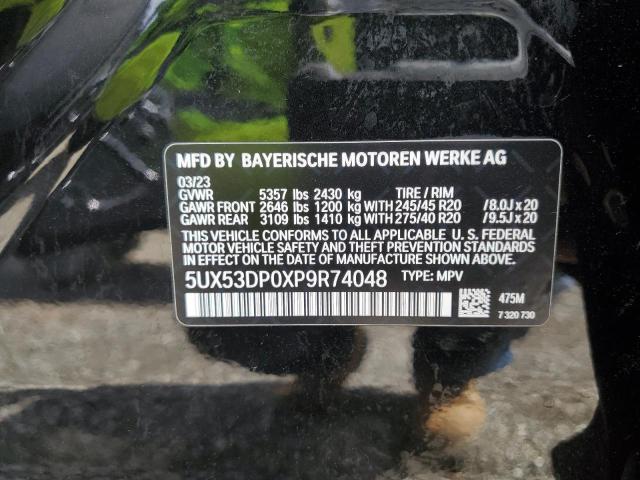 MFD BY BAYERISCHE MOTOREN WERKE AG
03/23
GVWR 5357 lbs 2430 kg TIRE / RIM
GAWR FRONT 2646 lbs 1200 kg WITH 245/45 R20 /8.0J x 20
GAWR REAR 3109 lbs 1410 kg WITH 275/40 R20 /9.5J x 20
THIS VEHICLE CONFORMS TO ALL APPLICABLE U. S. FEDERAL
MOTOR VEHICLE SAFETY AND THEFT PREVENTION STANDARDS
IN EFFECT ON DATE OF MANUFACTURE SHOWN ABOVE.
5UX53DP0XP9R74048 TYPE: MPV
475M
7 320 730